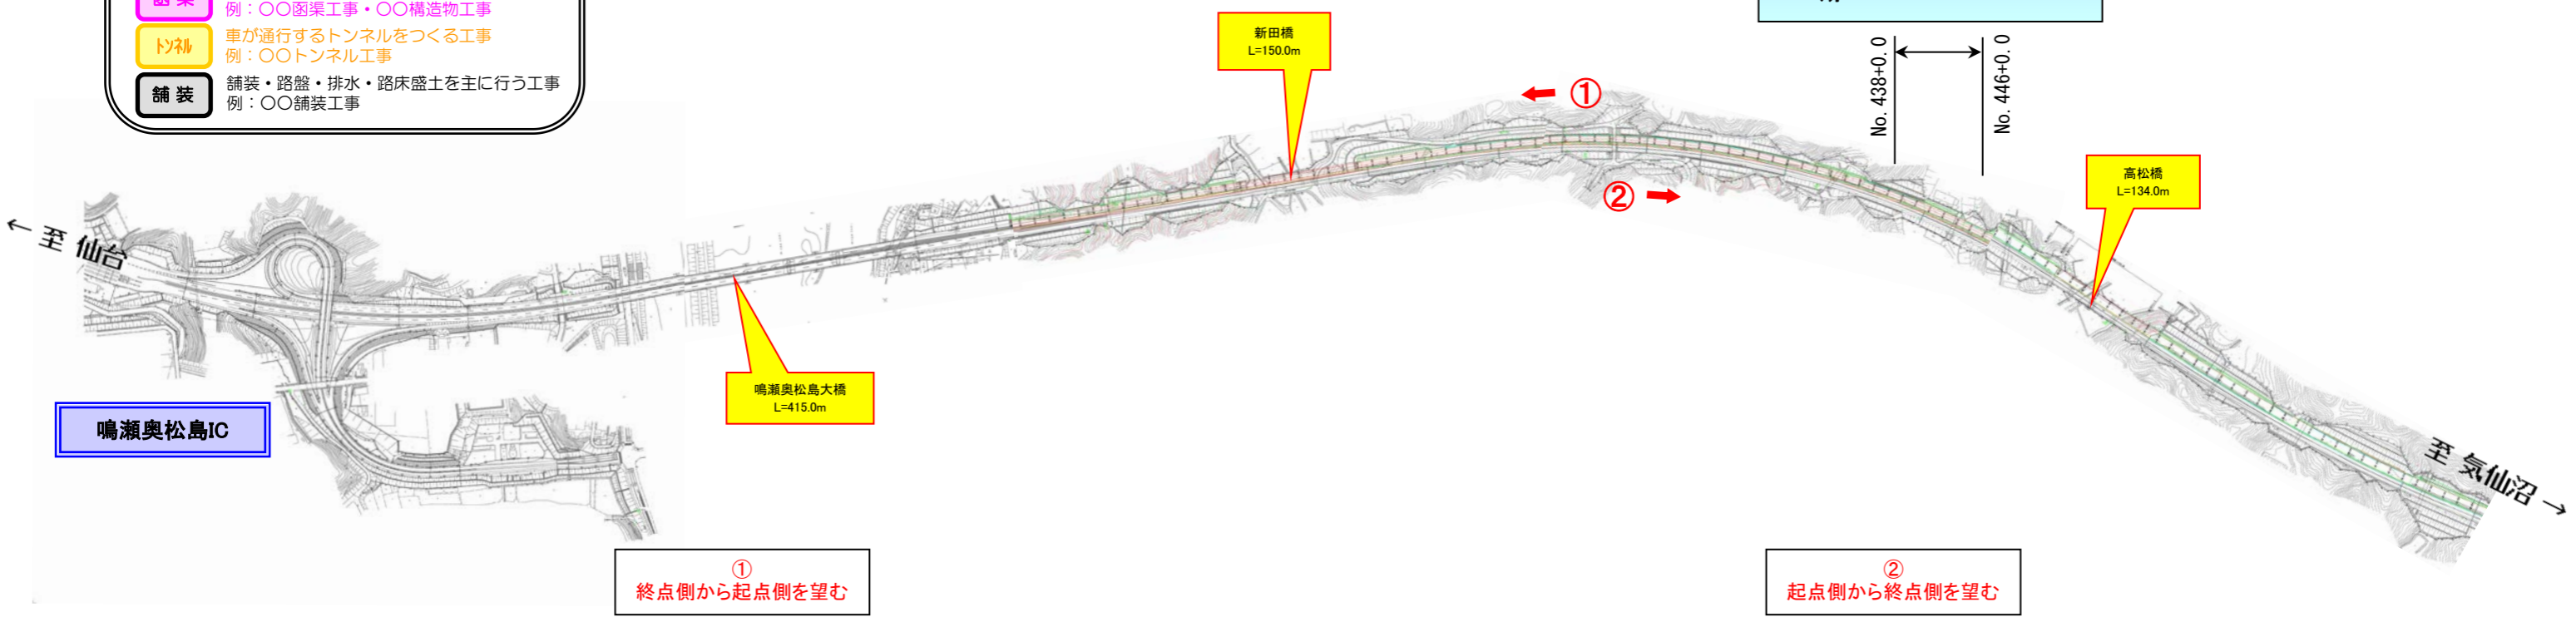 例：〇〇函渠工事・〇〇構造物工事
トンネル
車が通行するトンネルをつくる工事
例：〇〇トンネル工事
舗 装
舗装・路盤・排水・路床盛土を主に行う工事
例：〇〇舗装工事
新田橋
L=150.0m
①
②
No. 438+0. 0
No. 446+0. 0
高松橋
L=134.0m
← 至 仙台
鳴瀬奥松島大橋
L=415.0m
鳴瀬奥松島IC
至 気仙沼 →
①
終点側から起点側を望む
②
起点側から終点側を望む